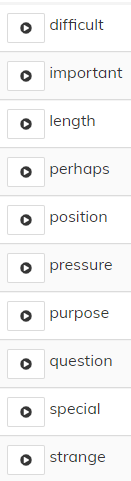 difficult
important
length
perhaps
position
pressure
purpose
question
special
strange